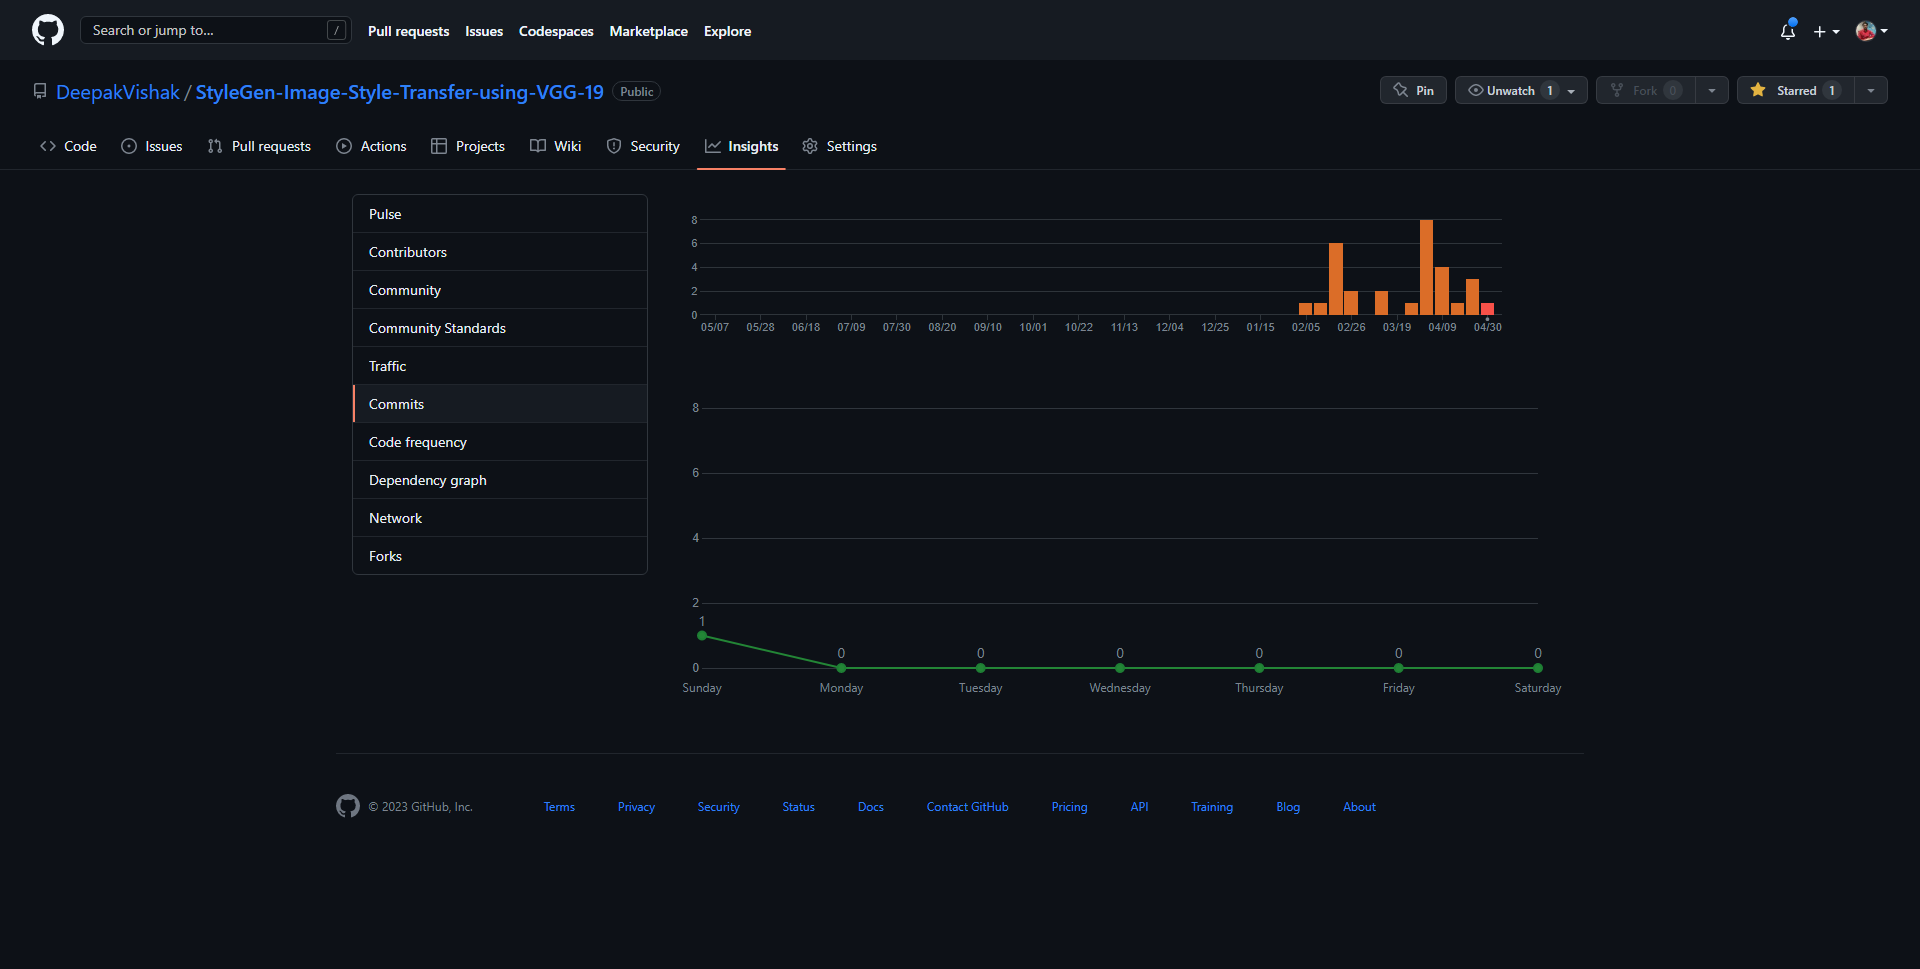 Search or jump to... / Pull requests Issues Codespaces Marketplace Explore
DeepakVishak / StyleGen-Image-Style-Transfer-using-VGG-19 Public Pin Unwatch 1 Fork 0 Starred 1
Code Issues Pull requests Actions Projects Wiki Security Insights Settings
Pulse
Contributors
Community
Community Standards
Traffic
Commits
Code frequency
Dependency graph
Network
Forks
8
6
4
2
0
05/07 05/28 06/18 07/09 07/30 08/20 09/10 10/01 10/22 11/13 12/04 12/25 01/15 02/05 02/26 03/19 04/09 04/30
8
6
4
2
1
0 0 0 0 0 0
0
Sunday Monday Tuesday Wednesday Thursday Friday Saturday
© 2023 GitHub, Inc. Terms Privacy Security Status Docs Contact GitHub Pricing API Training Blog About